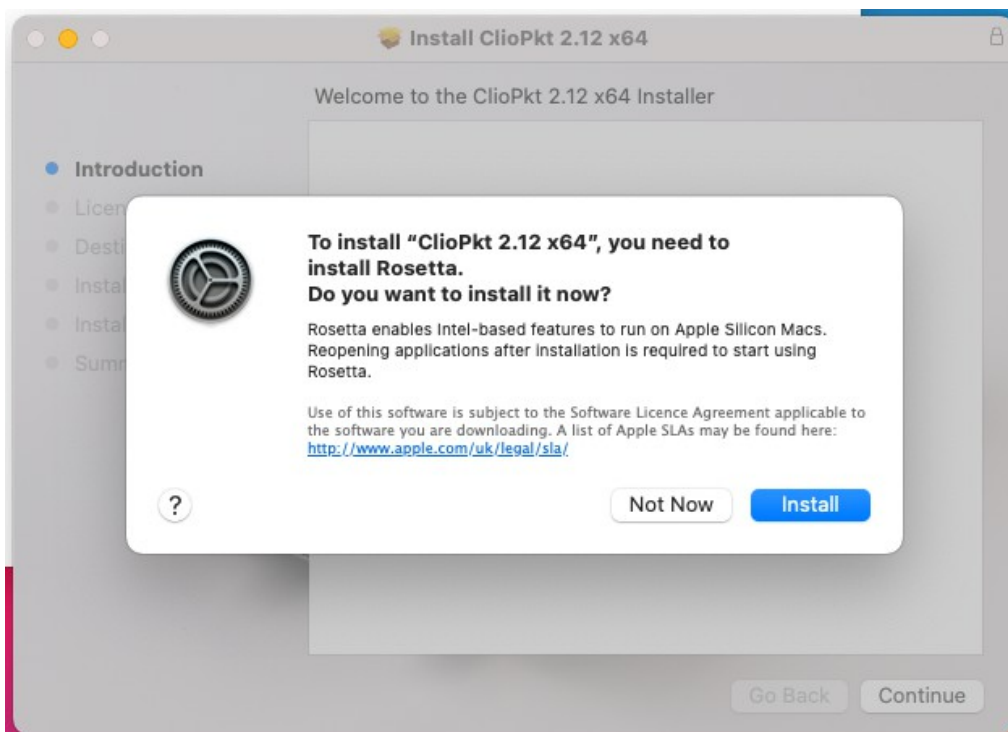 Install ClioPkt 2.12 x64
Welcome to the ClioPkt 2.12 x64 Installer
Introduction
To install “ClioPkt 2.12 x64”, you need to
install Rosetta.
Do you want to install it now?
Rosetta enables Intel-based features to run on Apple Silicon Macs.
Reopening applications after installation is required to start using
Rosetta.
Use of this software is subject to the Software Licence Agreement applicable to
the software you are downloading. A list of Apple SLAs may be found here:
http://www.apple.com/uk/legal/sla/
?
Not Now
Install
Go Back
Continue